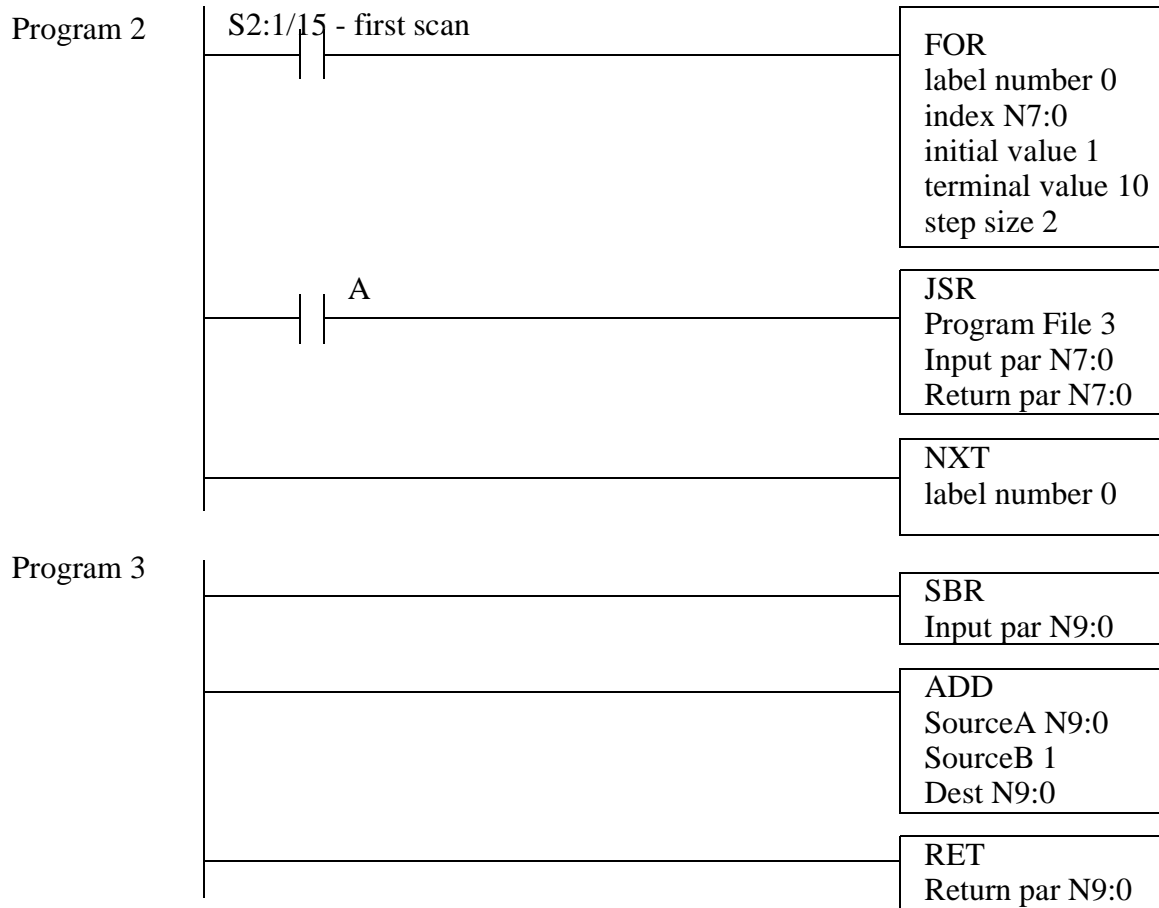 Program 2
S2:1/15 - first scan
FOR
label number 0
index N7:0
initial value 1
terminal value 10
step size 2
A
JSR
Program File 3
Input par N7:0
Return par N7:0
NXT
label number 0
Program 3
SBR
Input par N9:0
ADD
SourceA N9:0
SourceB 1
Dest N9:0
RET
Return par N9:0